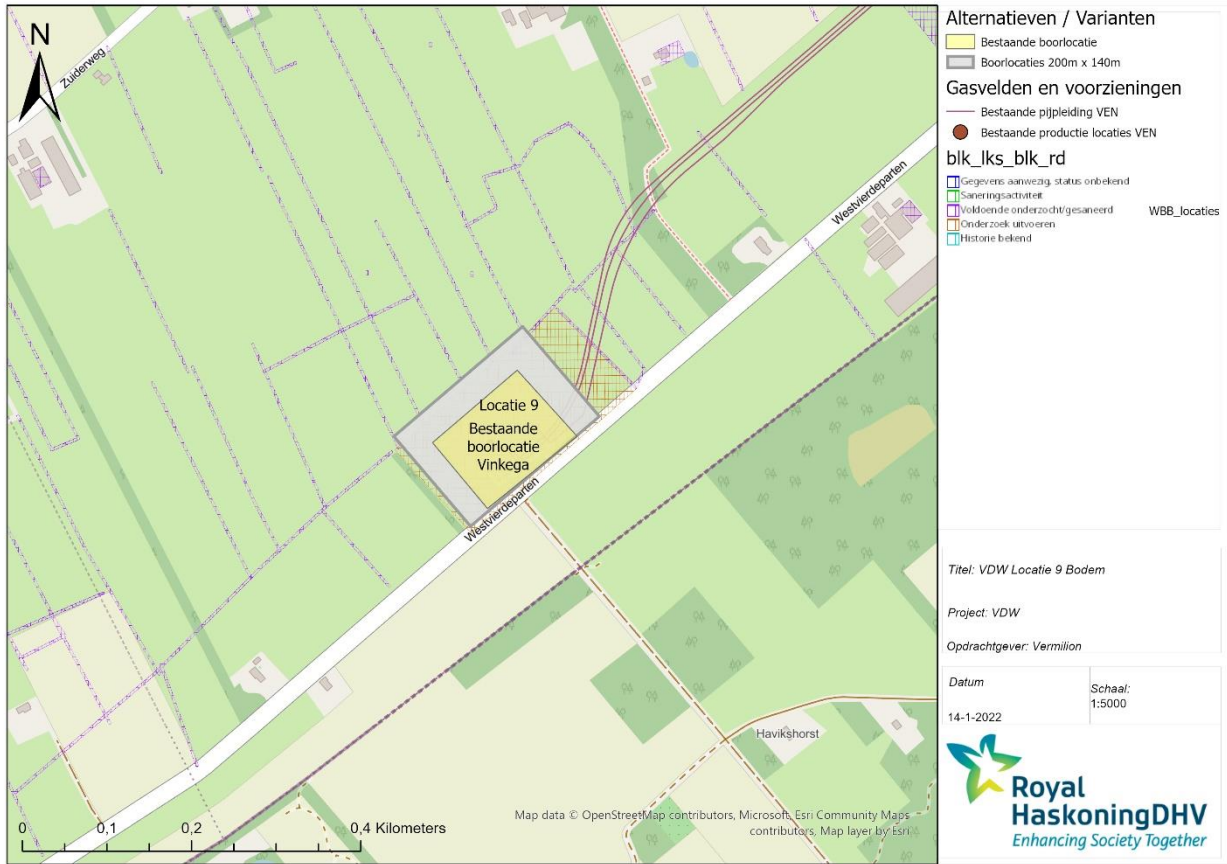 N
Zuiderweg
Westvierdeparten
Locatie 9
Bestaande
boorlocatie
Vinkega
Westvierdeparten
Havikshorst
0 0,1 0,2 0,4 Kilometers
Map data © OpenStreetMap contributors, Microsoft, Esri Community Maps
contributors, Map layer by Esri
Alternatieven / Varianten
Bestaande boorlocatie
Boorlocaties 200m x 140m
Gasvelden en voorzieningen
Bestaande pijpleiding VEN
Bestaande productie locaties VEN
blk_lks_blk_rd
Gegevens aanwezig, status onbekend
Saneringsactiviteit
Voldoende onderzocht/gesaneerd
WBB_locaties
Onderzoek uitvoeren
Historie bekend
Titel: VDW Locatie 9 Bodem
Project: VDW
Opdrachtgever: Vermilion
Datum
14-1-2022
Schaal:
1:5000
Royal
HaskoningDHV
Enhancing Society Together